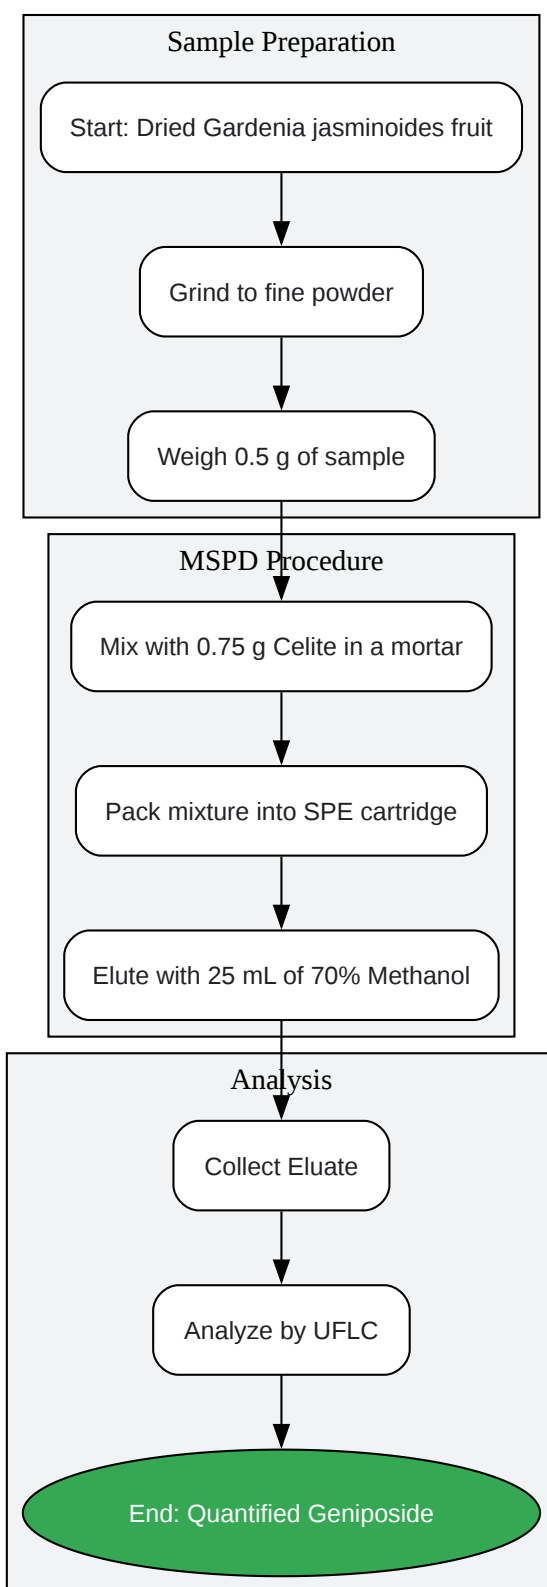 Sample Preparation
Start: Dried Gardenia jasminoides fruit
Grind to fine powder
Weigh 0.5 g of sample
MSPD Procedure
Mix with 0.75 g Celite in a mortar
Pack mixture into SPE cartridge
Elute with 25 mL of 70% Methanol
Analysis
Collect Eluate
Analyze by UFLC
End: Quantified Geniposide